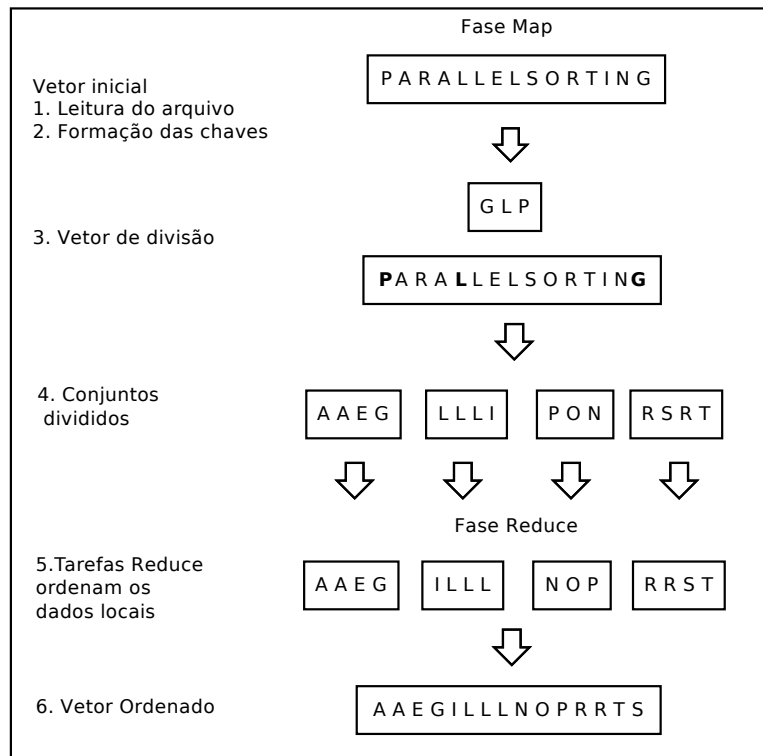 Fase Map
P A R A L L E L S O R T I N G
Vetor inicial
1. Leitura do arquivo
2. Formação das chaves
G L P
3. Vetor de divisão
P A R A L L E L S O R T I N G
4. Conjuntos
divididos
A A E G
L L L I
P O N
R S R T
Fase Reduce
5.Tarefas Reduce
ordenam os
dados locais
A A E G
I L L L
N O P
R R S T
6. Vetor Ordenado
A A E G I L L L N O P R R T S